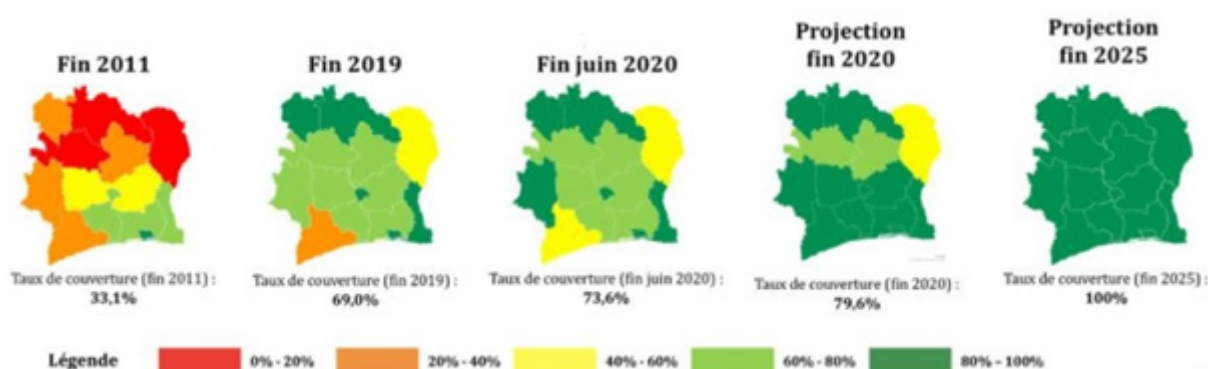 Fin 2011
Fin 2019
Fin juin 2020
Projection
fin 2020
Projection
fin 2025
Taux de couverture (fin 2011) :
33,1%
Taux de couverture (fin 2019) :
69,0%
Taux de couverture (fin juin 2020) :
73,6%
Taux de couverture (fin 2020) :
79,6%
Taux de couverture (fin 2025) :
100%
Légende
0% - 20%
20% - 40%
40% - 60%
60% - 80%
80% – 100%